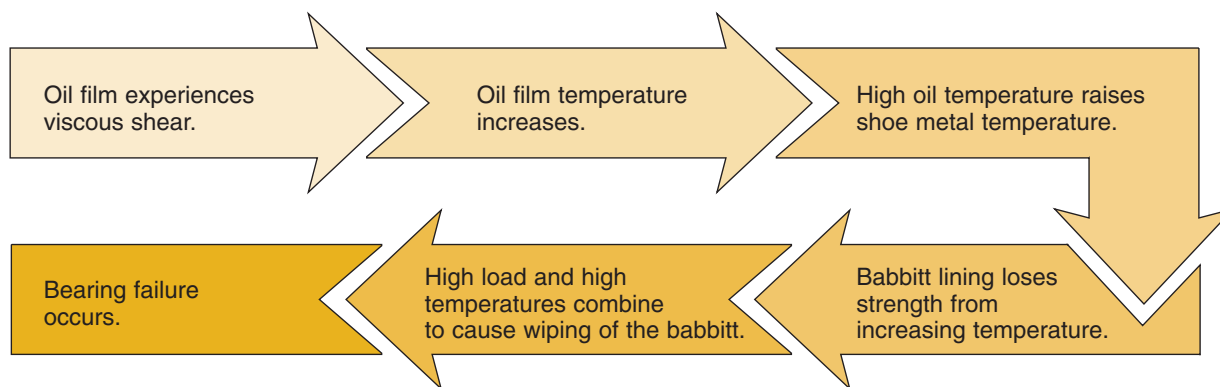 Oil film experiences
viscous shear.
Oil film temperature
increases.
High oil temperature raises
shoe metal temperature.
Babbitt lining loses
strength from
increasing temperature.
High load and high
temperatures combine
to cause wiping of the babbitt.
Bearing failure
occurs.